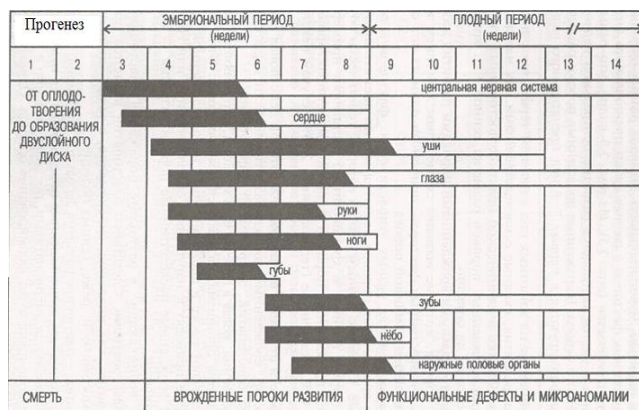 Прогенез
ЭМБРИОНАЛЬНЫЙ ПЕРИОД
(недели)
ПЛОДНЫЙ ПЕРИОД
(недели)
1 2 3 4 5 6 7 8 9 10 11 12 13 14
ОТ ОПЛОДО-
ТВОРЕНИЯ
ДО ОБРАЗОВАНИЯ
ДВУСЛОЙНОГО
ДИСКА
центральная нервная система
сердце
уши
глаза
руки
ноги
губы
зубы
нёбо
наружные половые органы
СМЕРТЬ
ВРОЖДЕННЫЕ ПОРОКИ РАЗВИТИЯ
ФУНКЦИОНАЛЬНЫЕ ДЕФЕКТЫ И МИКРОАНОМАЛИИ